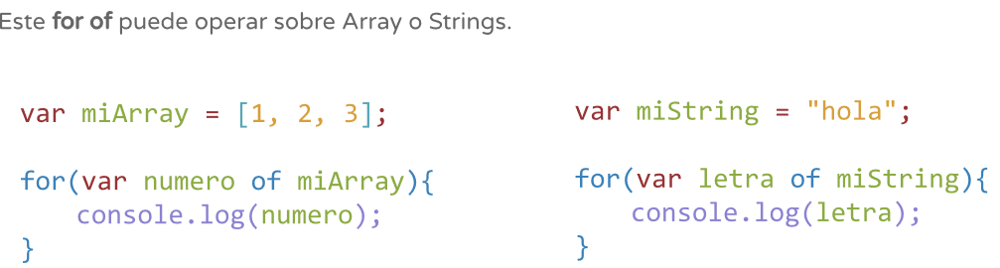 Este for of puede operar sobre Array o Strings.
var miArray = [1, 2, 3];
for(var numero of miArray){
    console.log(numero);
}
var miString = "hola";
for(var letra of miString){
    console.log(letra);
}